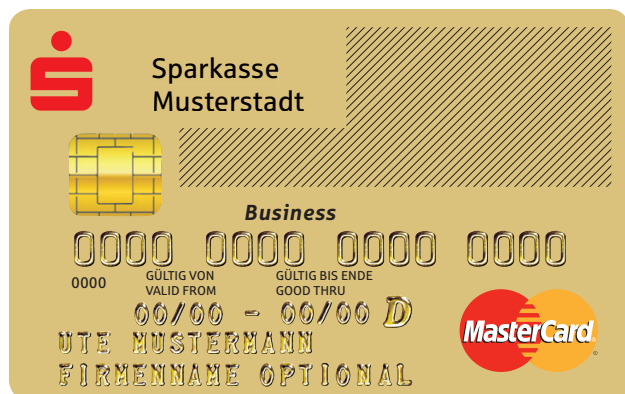 Sparkasse
Musterstadt
Business
0000 0000 0000 0000
0000 GÜLTIG VON GÜLTIG BIS ENDE
VALID FROM GOOD THRU
00/00 - 00/00 D
UTE MUSTERMANN
FIRMENNAME OPTIONAL
MasterCard